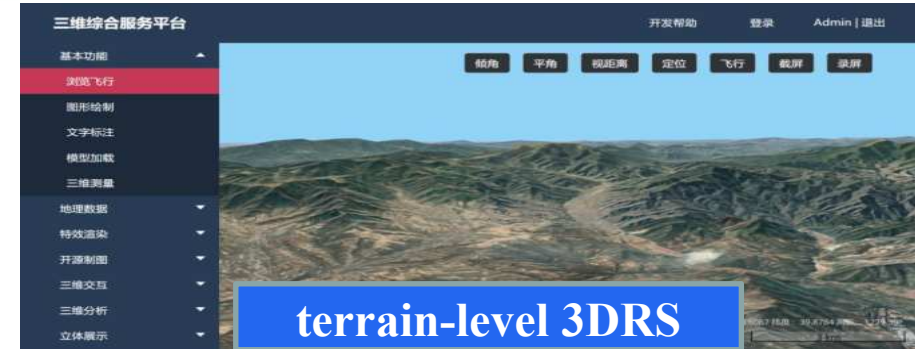 三维综合服务平台
开发帮助 登录 Admin | 退出
基本功能
浏览飞行
图形绘制
文字标注
模型加载
三维测量
地理数据
特效渲染
开源制图
三维交互
三维分析
立体展示
倾角 平角 视距离 定位 飞行 截屏 录屏
terrain-level 3DRS